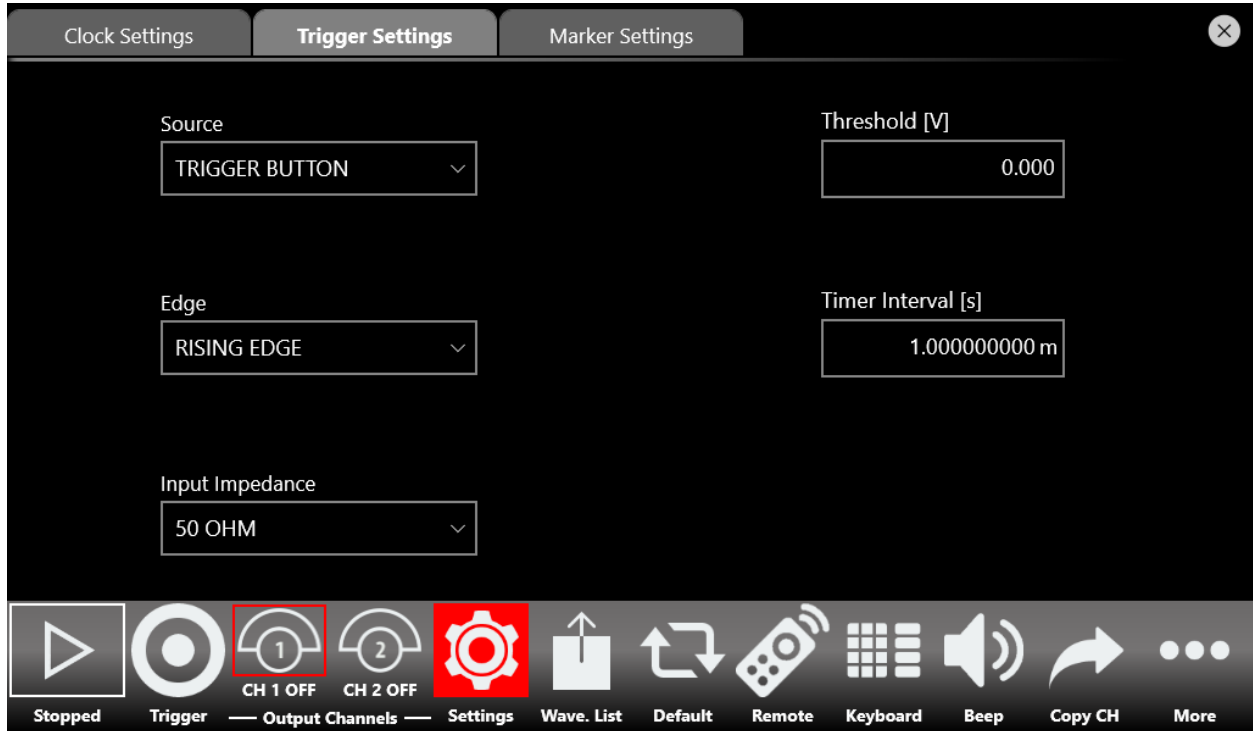 Clock Settings
Trigger Settings
Marker Settings
Source
TRIGGER BUTTON
Threshold [V]
0.000
Edge
RISING EDGE
Timer Interval [s]
1.000000000 m
Input Impedance
50 OHM
1
2
CH 1 OFF
CH 2 OFF
Stopped
Trigger
Output Channels
Settings
Wave. List
Default
Remote
Keyboard
Beep
Copy CH
More